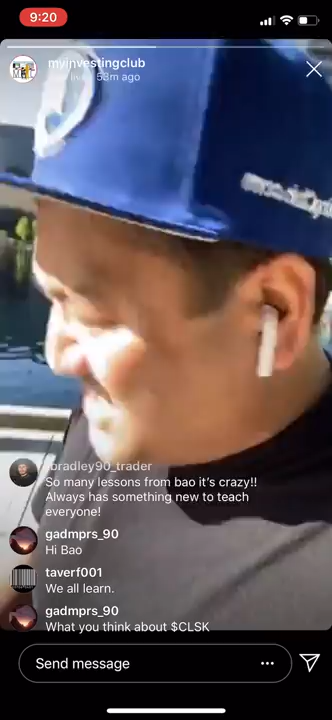 9:20
myinvestingclub
53m ago
bradley90_trader
So many lessons from bao it's crazy!!
Always has something new to teach
everyone!
gadmprs_90
Hi Bao
taverf001
We all learn.
gadmprs_90
What you think about $CLSK
Send message